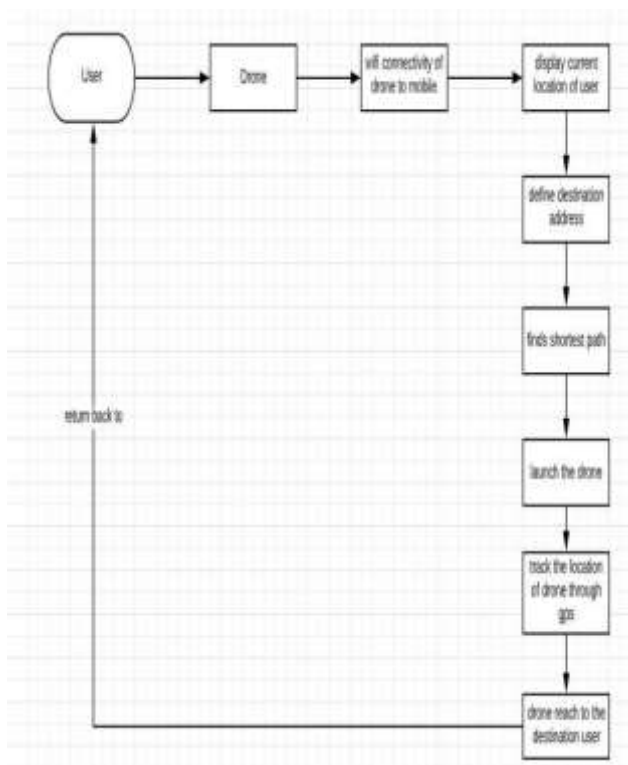 User
Drone
wifi connectivity of
drone to mobile
display current
location of user
define destination
address
finds shortest path
launch the drone
track the location
of drone through
gps
drone reach to the
destination user
return back to